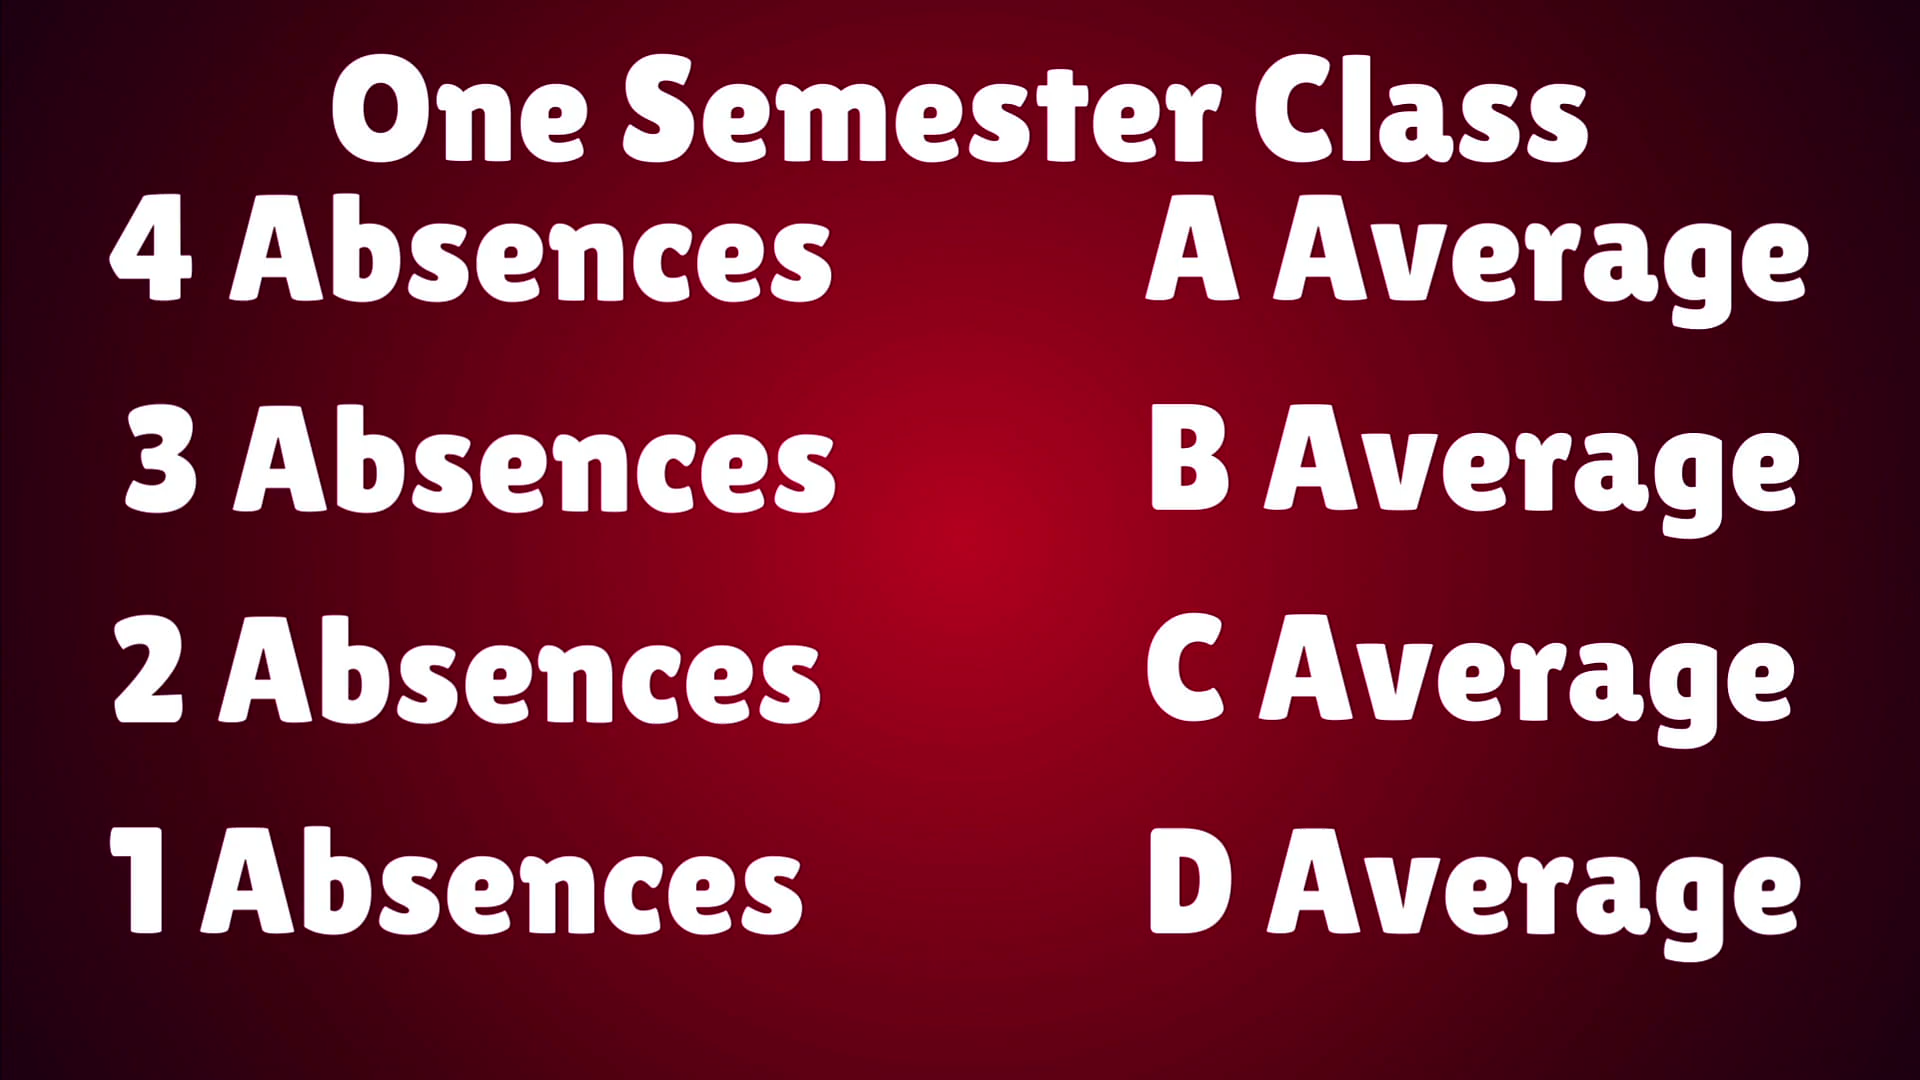 One Semester Class
4 Absences A Average
3 Absences B Average
2 Absences C Average
1 Absences D Average